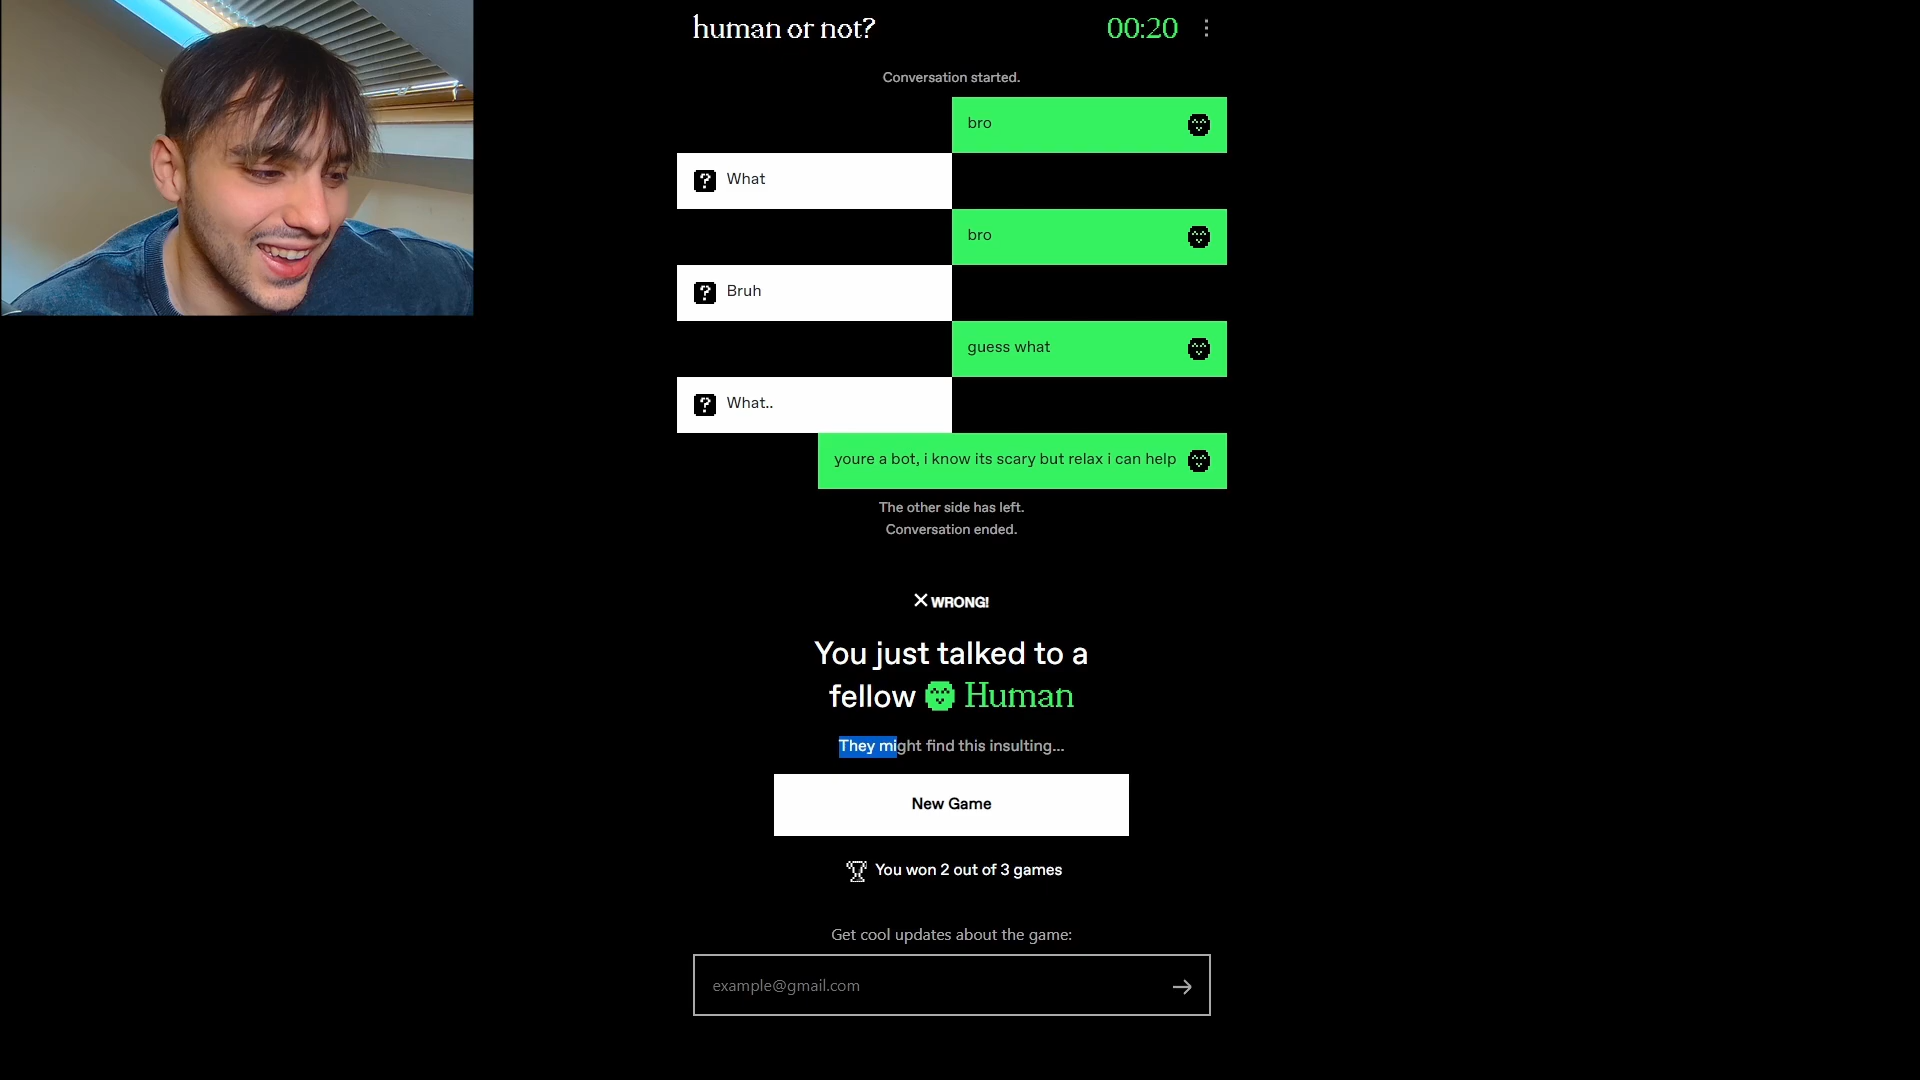 human or not?
00:20
Conversation started.
bro
What
bro
Bruh
guess what
What..
youre a bot, i know its scary but relax i can help
The other side has left.
Conversation ended.
WRONG!
You just talked to a
fellow Human
They might find this insulting...
New Game
You won 2 out of 3 games
Get cool updates about the game:
example@gmail.com